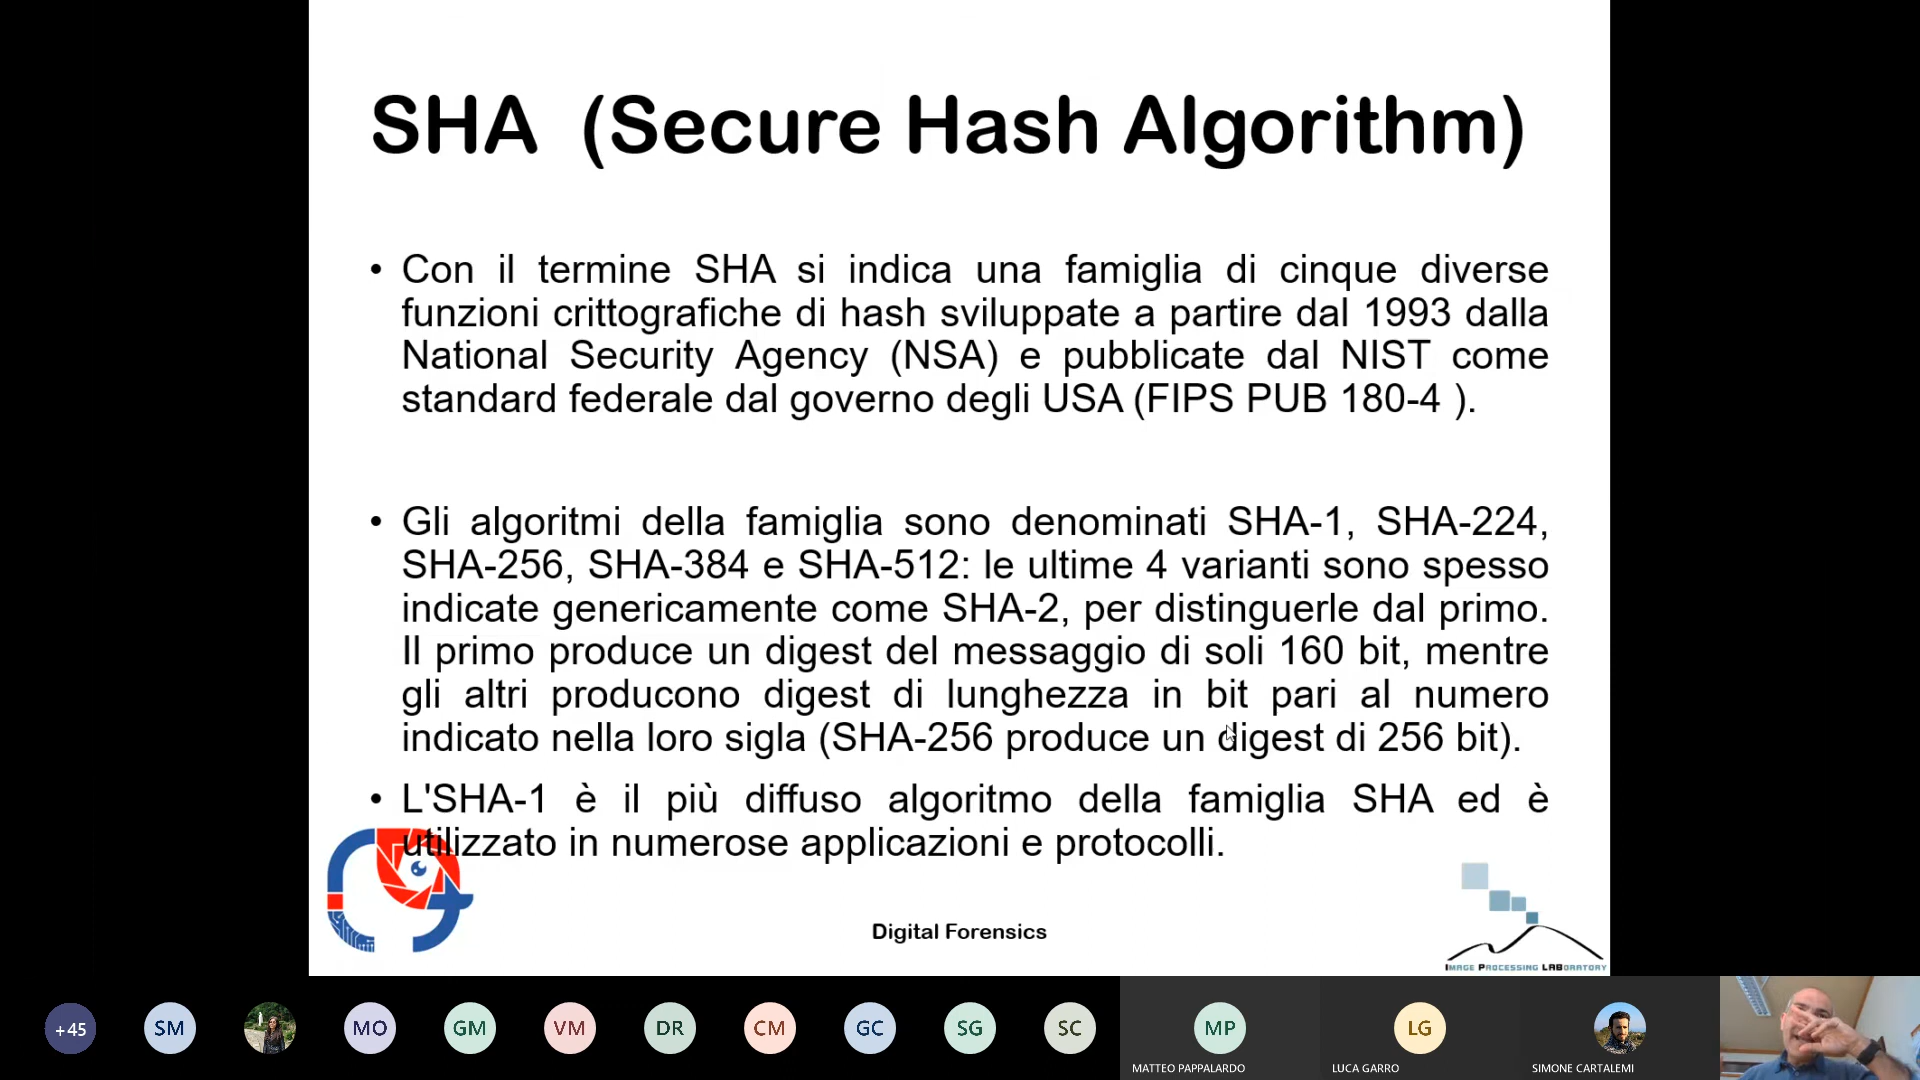 SHA (Secure Hash Algorithm)
• Con il termine SHA si indica una famiglia di cinque diverse
funzioni crittografiche di hash sviluppate a partire dal 1993 dalla
National Security Agency (NSA) e pubblicate dal NIST come
standard federale dal governo degli USA (FIPS PUB 180-4 ).
• Gli algoritmi della famiglia sono denominati SHA-1, SHA-224,
SHA-256, SHA-384 e SHA-512: le ultime 4 varianti sono spesso
indicate genericamente come SHA-2, per distinguerle dal primo.
Il primo produce un digest del messaggio di soli 160 bit, mentre
gli altri producono digest di lunghezza in bit pari al numero
indicato nella loro sigla (SHA-256 produce un digest di 256 bit).
• L'SHA-1 è il più diffuso algoritmo della famiglia SHA ed è
utilizzato in numerose applicazioni e protocolli.
Digital Forensics
IMAGE PROCESSING LABORATORY
+45 SM MO GM VM DR CM GC SG SC MP LG
MATTEO PAPPALARDO LUCA GARRO SIMONE CARTALEMI